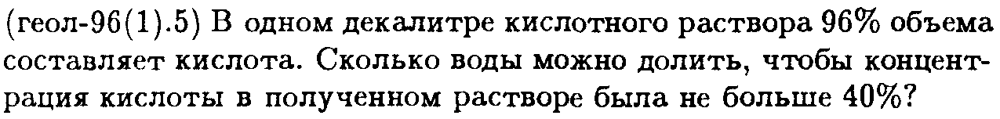 (геол-96(1).5) В одном декалитре кислотного раствора 96% объема
составляет кислота. Сколько воды можно долить, чтобы концент-
рация кислоты в полученном растворе была не больше 40%?